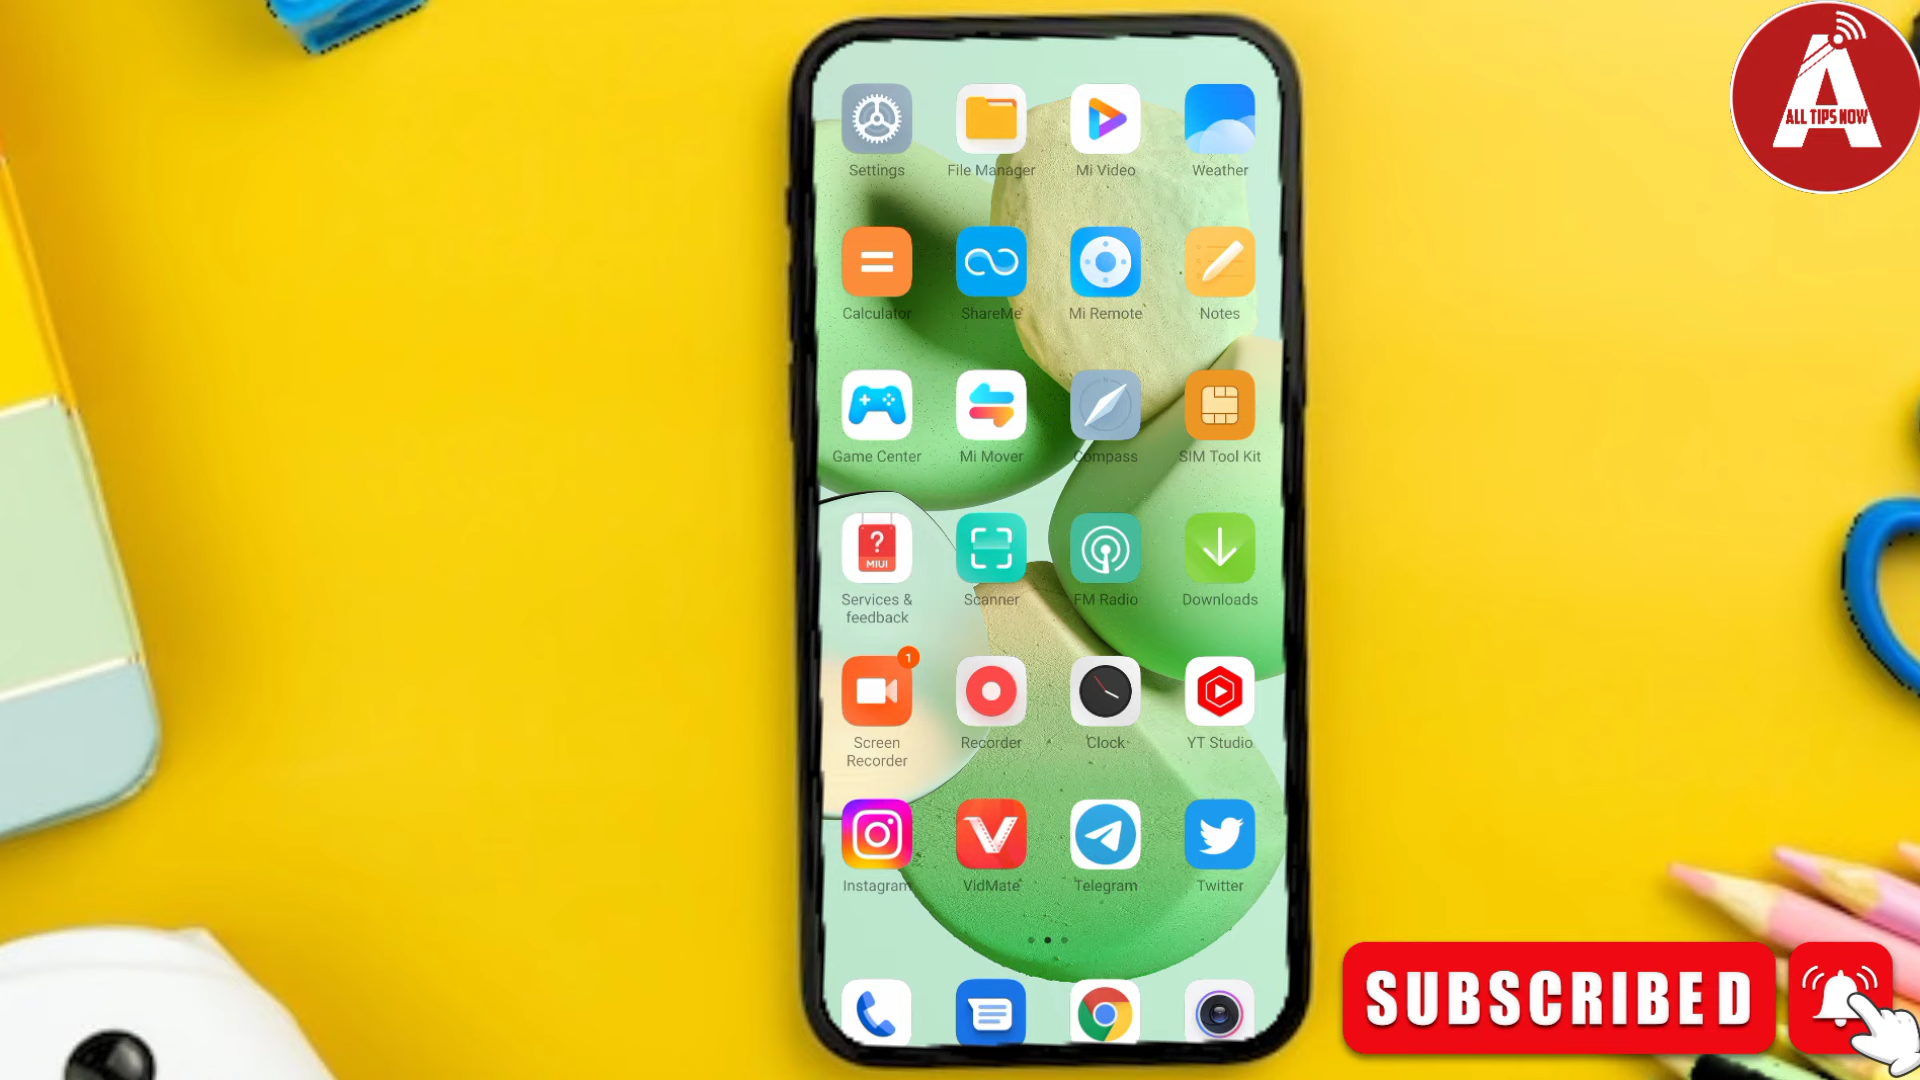 ALL TIPS NOW
Settings
File Manager
Mi Video
Weather
Calculator
ShareMe
Mi Remote
Notes
Game Center
Mi Mover
Compass
SIM Tool Kit
?
MIUI
Services &
feedback
Scanner
FM Radio
Downloads
1
Screen
Recorder
Recorder
Clock
YT Studio
Instagram
VidMate
Telegram
Twitter
SUBSCRIBED